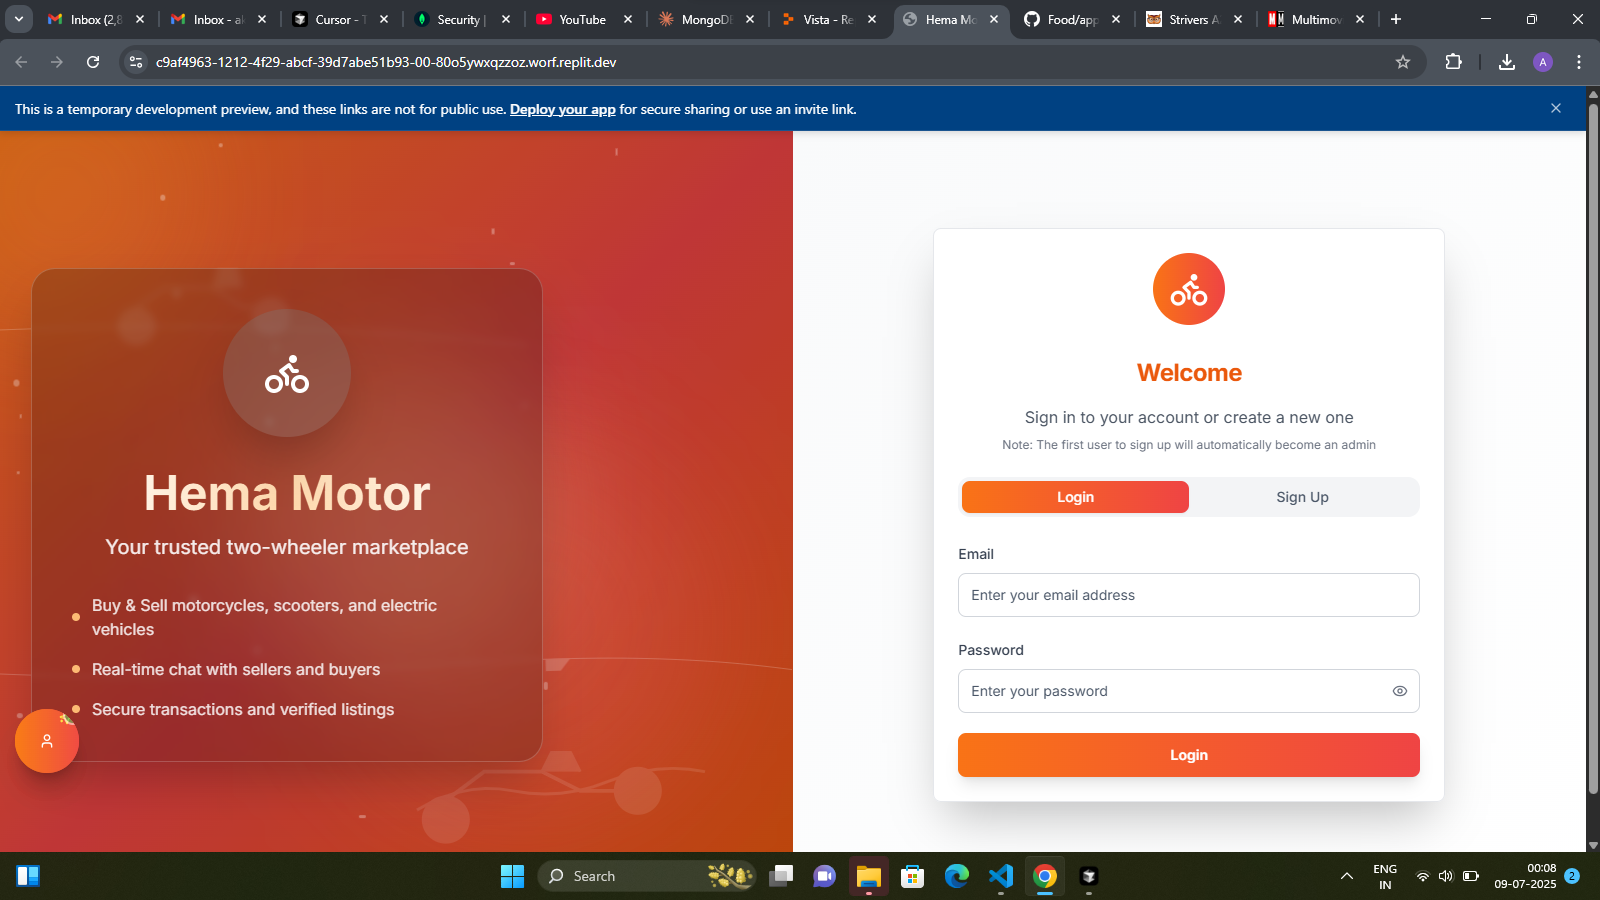 Inbox (2,8
Inbox - al
Cursor - T
Security |
YouTube
MongoDB
Vista - Re
Hema Mo
Food/app
Strivers A
Multimov
c9af4963-1212-4f29-abcf-39d7abe51b93-00-80o5ywxqzzoz.worf.replit.dev
A
This is a temporary development preview, and these links are not for public use. Deploy your app for secure sharing or use an invite link.
Hema Motor
Your trusted two-wheeler marketplace
Buy & Sell motorcycles, scooters, and electric
vehicles
Real-time chat with sellers and buyers
Secure transactions and verified listings
Welcome
Sign in to your account or create a new one
Note: The first user to sign up will automatically become an admin
Login
Sign Up
Email
Enter your email address
Password
Enter your password
Login
Search
ENG
IN
00:08
09-07-2025
2